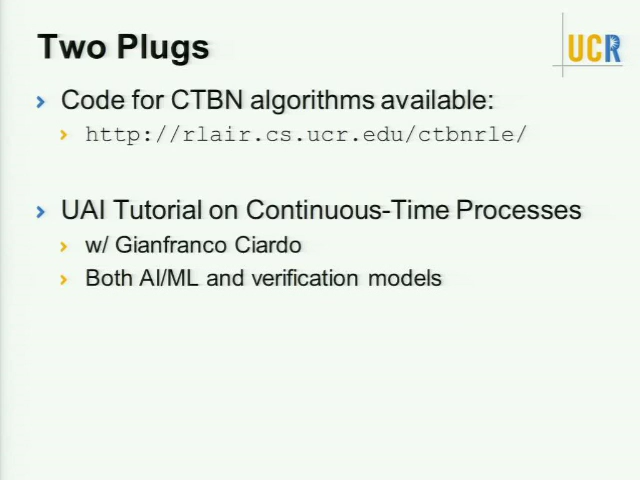 Two Plugs
UCR
› Code for CTBN algorithms available:
› http://rlair.cs.ucr.edu/ctbnrle/
› UAI Tutorial on Continuous-Time Processes
› w/ Gianfranco Ciardo
› Both AI/ML and verification models